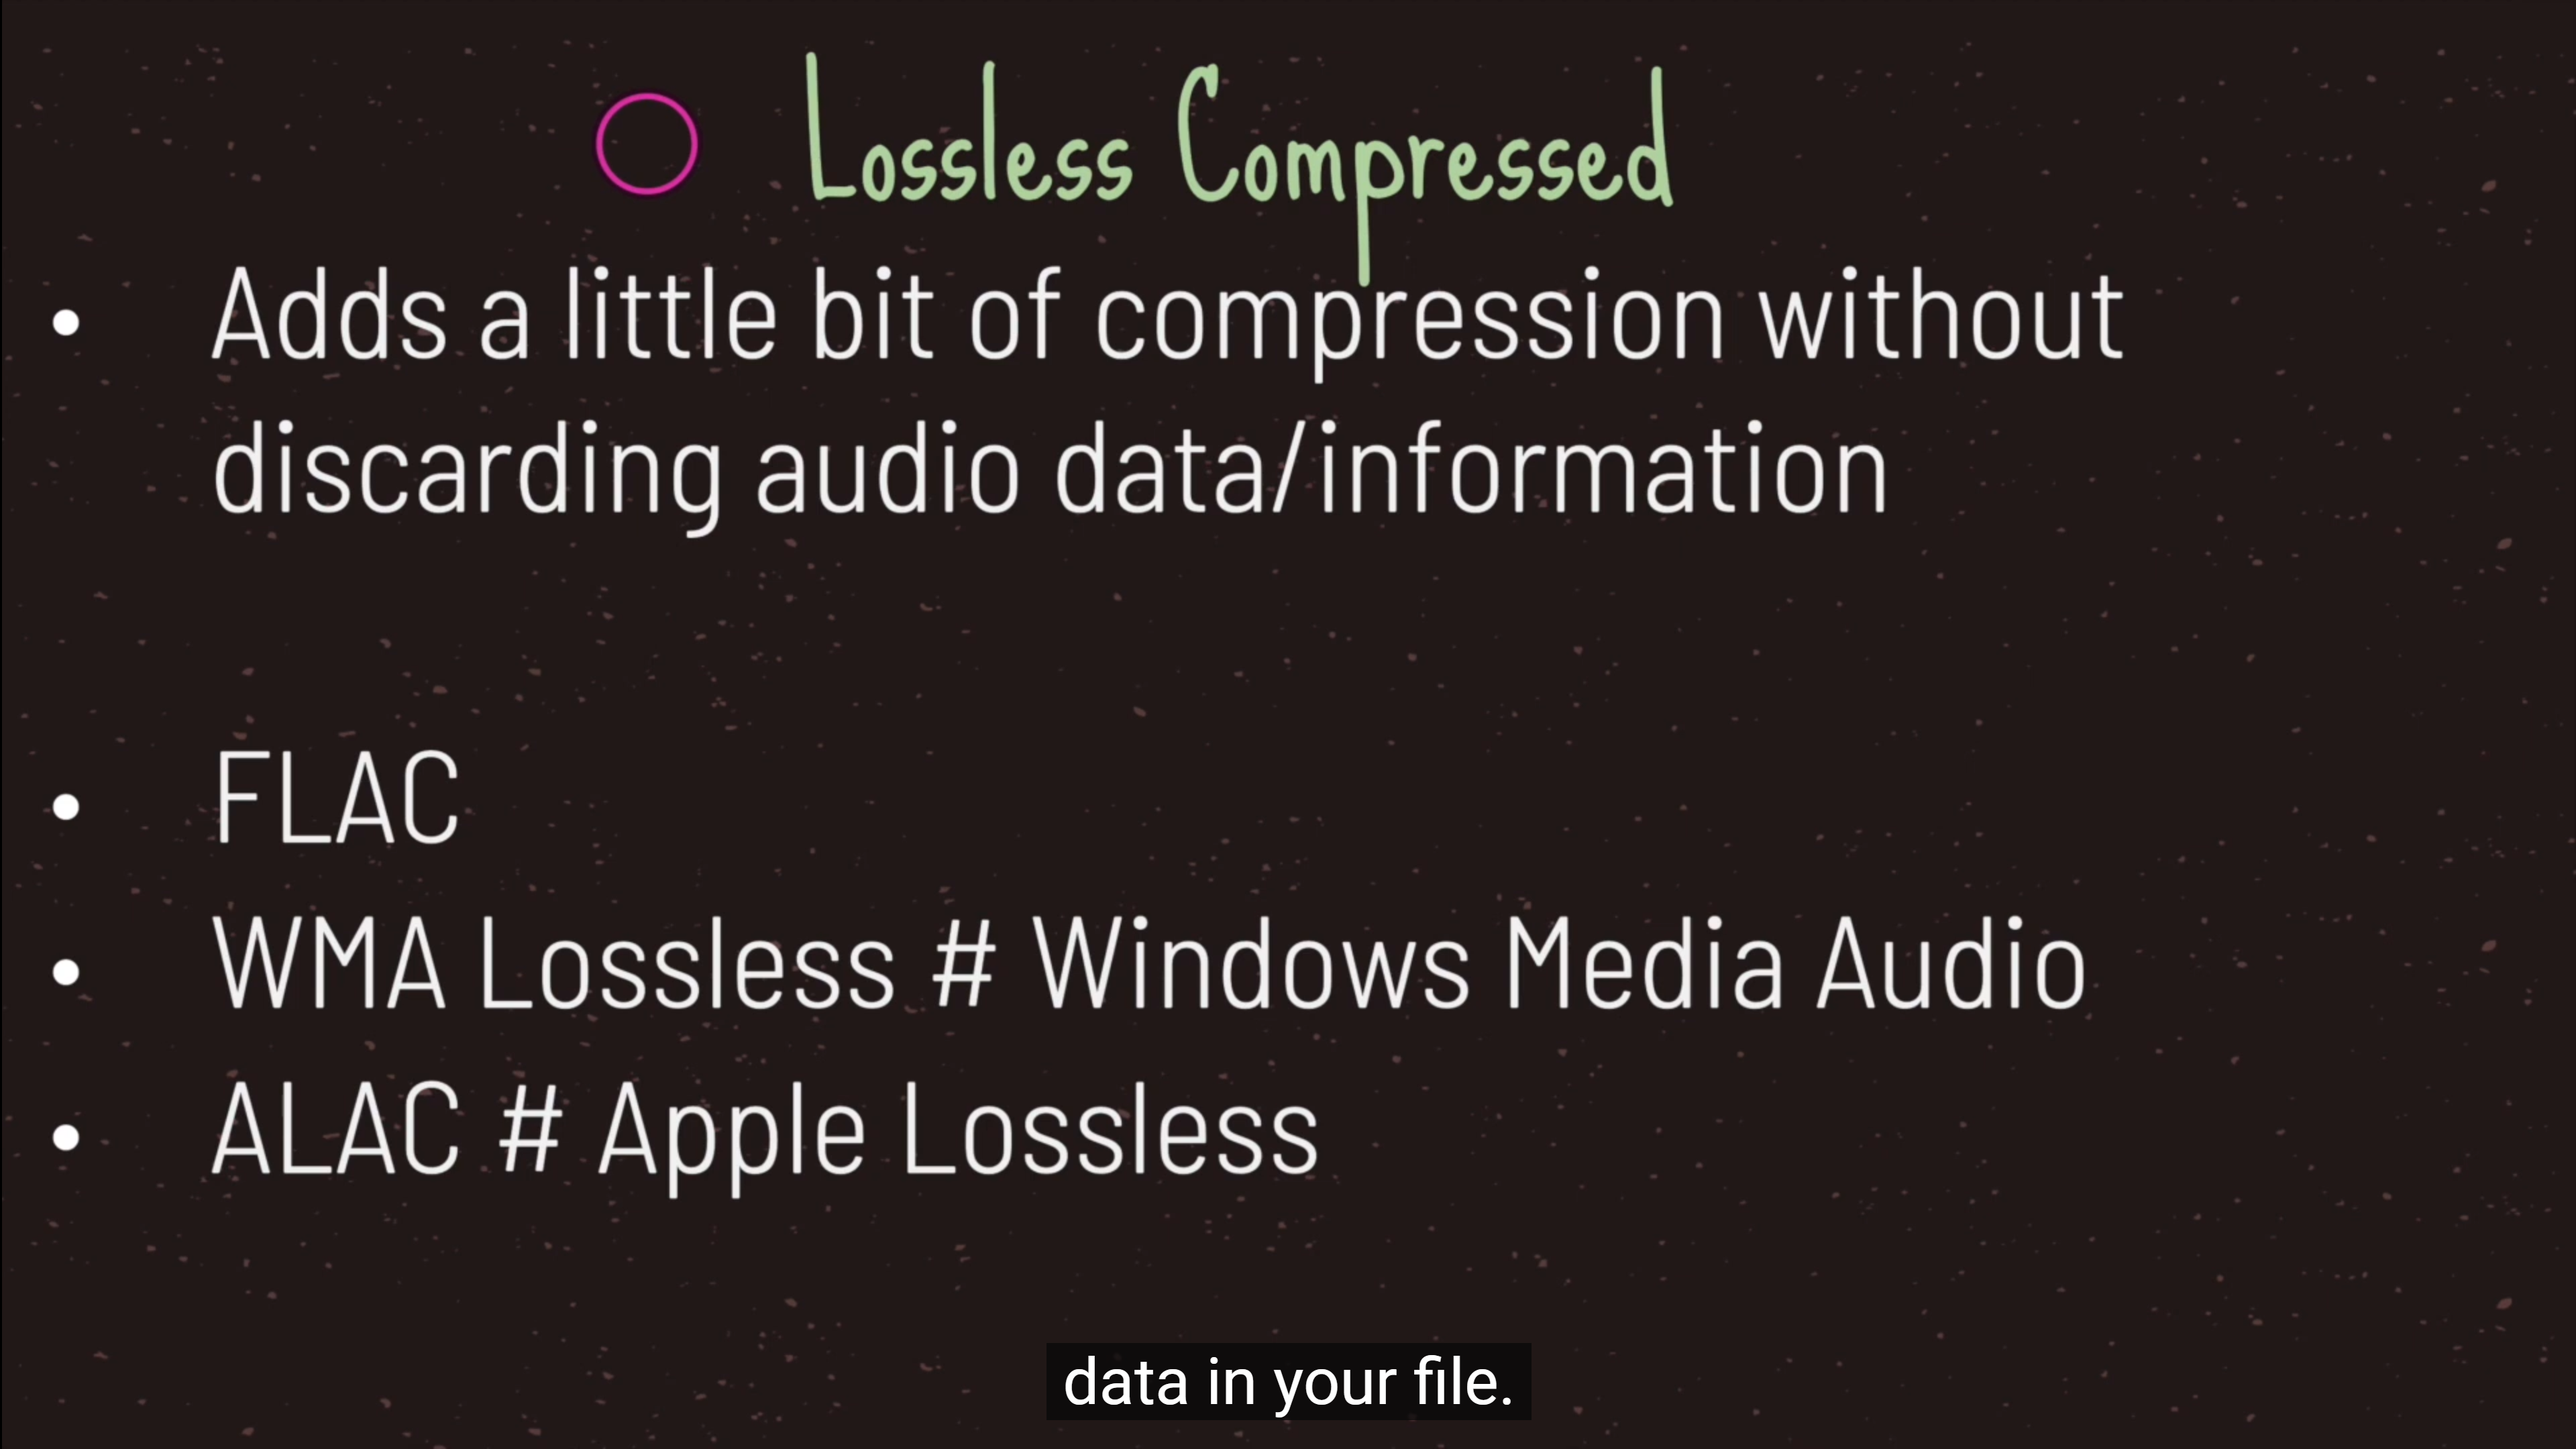 Lossless Compressed
• Adds a little bit of compression without
discarding audio data/information
• FLAC
• WMA Lossless # Windows Media Audio
• ALAC # Apple Lossless
data in your file.